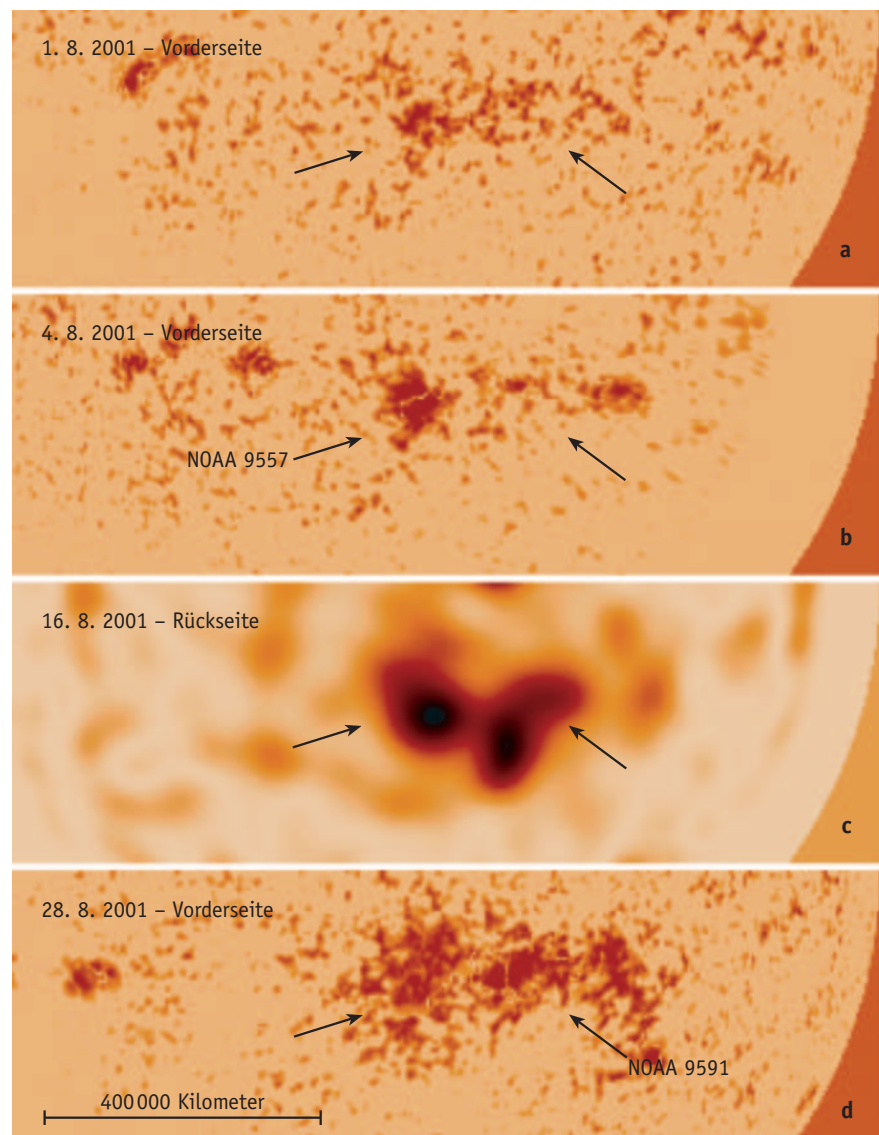 1. 8. 2001 – Vorderseite
a
4. 8. 2001 – Vorderseite
NOAA 9557
b
16. 8. 2001 – Rückseite
c
28. 8. 2001 – Vorderseite
NOAA 9591
400 000 Kilometer
d